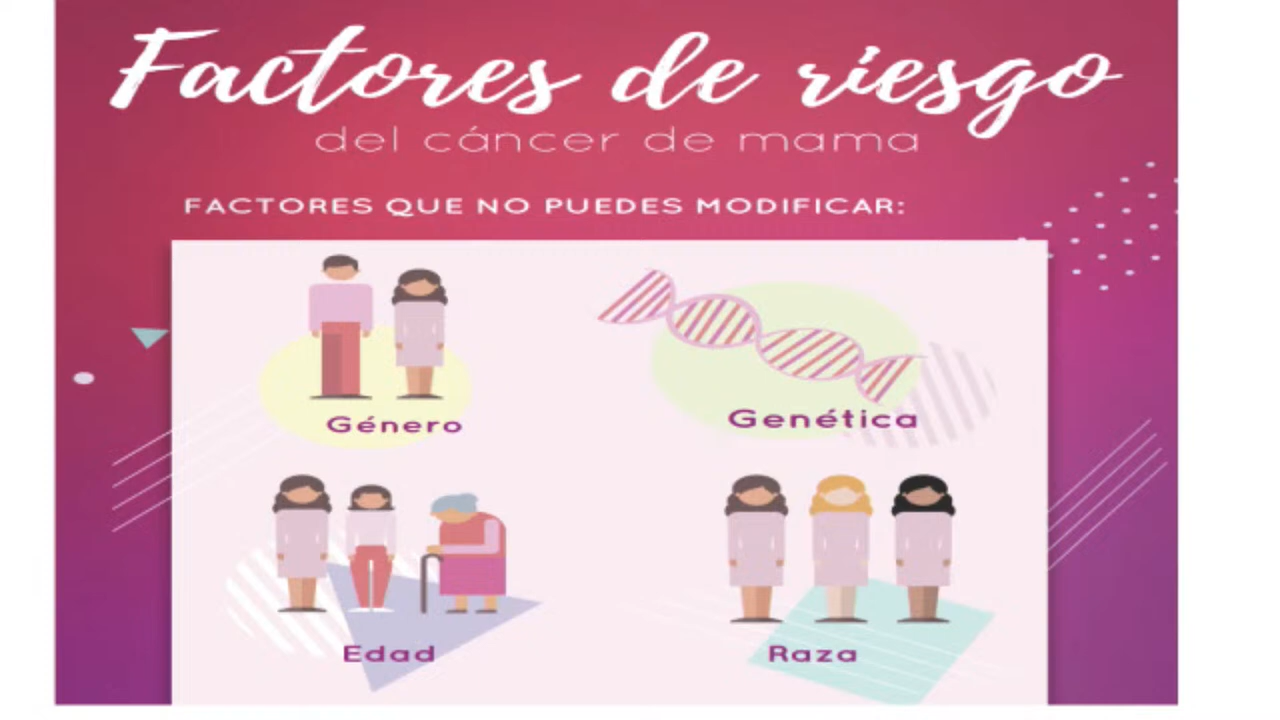 Factores de riesgo
del cáncer de mama
FACTORES QUE NO PUEDES MODIFICAR:
Género
Genética
Edad
Raza